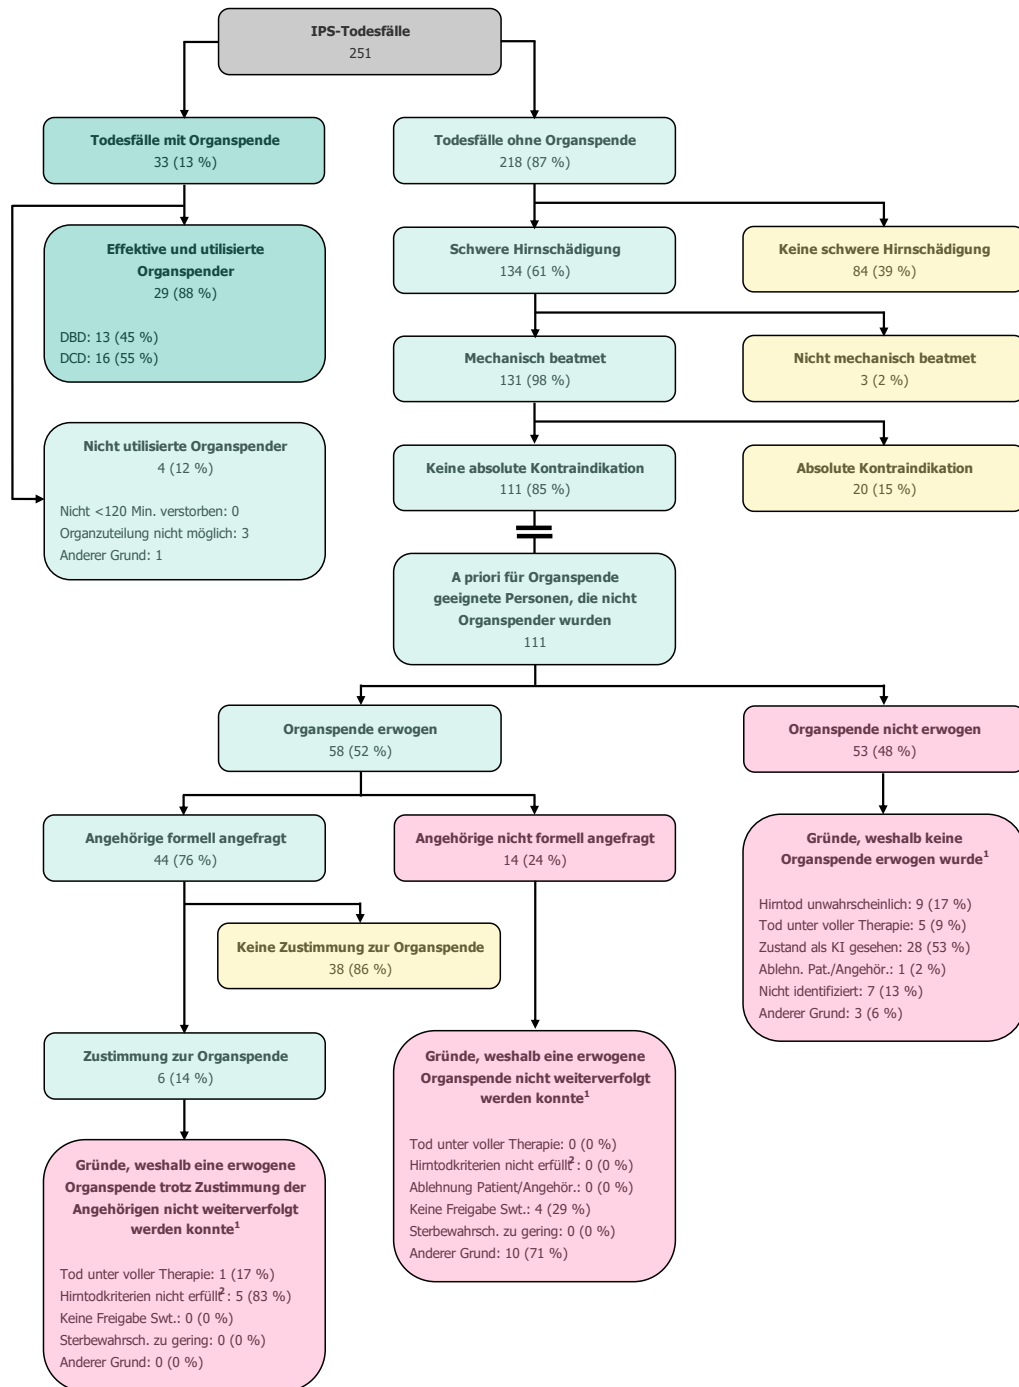 IPS-Todesfälle
251
Todesfälle mit Organspende
33 (13 %)
Todesfälle ohne Organspende
218 (87 %)
Effektive und utilisierte
Organspender
29 (88 %)
DBD: 13 (45 %)
DCD: 16 (55 %)
Schwere Hirnschädigung
134 (61 %)
Keine schwere Hirnschädigung
84 (39 %)
Mechanisch beatmet
131 (98 %)
Nicht mechanisch beatmet
3 (2 %)
Nicht utilisierte Organspender
4 (12 %)
Nicht <120 Min. verstorben: 0
Organzuteilung nicht möglich: 3
Anderer Grund: 1
Keine absolute Kontraindikation
111 (85 %)
Absolute Kontraindikation
20 (15 %)
A priori für Organspende
geeignete Personen, die nicht
Organspender wurden
111
Organspende erwogen
58 (52 %)
Organspende nicht erwogen
53 (48 %)
Angehörige formell angefragt
44 (76 %)
Angehörige nicht formell angefragt
14 (24 %)
Gründe, weshalb keine
Organspende erwogen wurde¹
Hirntod unwahrscheinlich: 9 (17 %)
Tod unter voller Therapie: 5 (9 %)
Zustand als KI gesehen: 28 (53 %)
Ablehn. Pat./Angehör.: 1 (2 %)
Nicht identifiziert: 7 (13 %)
Anderer Grund: 3 (6 %)
Keine Zustimmung zur Organspende
38 (86 %)
Zustimmung zur Organspende
6 (14 %)
Gründe, weshalb eine erwogene
Organspende nicht weiterverfolgt
werden konnte¹
Tod unter voller Therapie: 0 (0 %)
Hirntodkriterien nicht erfüllt²: 0 (0 %)
Ablehnung Patient/Angehör.: 0 (0 %)
Keine Freigabe Swt.: 4 (29 %)
Sterbewahrsch. zu gering: 0 (0 %)
Anderer Grund: 10 (71 %)
Gründe, weshalb eine erwogene
Organspende trotz Zustimmung der
Angehörigen nicht weiterverfolgt
werden konnte¹
Tod unter voller Therapie: 1 (17 %)
Hirntodkriterien nicht erfüllt²: 5 (83 %)
Keine Freigabe Swt.: 0 (0 %)
Sterbewahrsch. zu gering: 0 (0 %)
Anderer Grund: 0 (0 %)